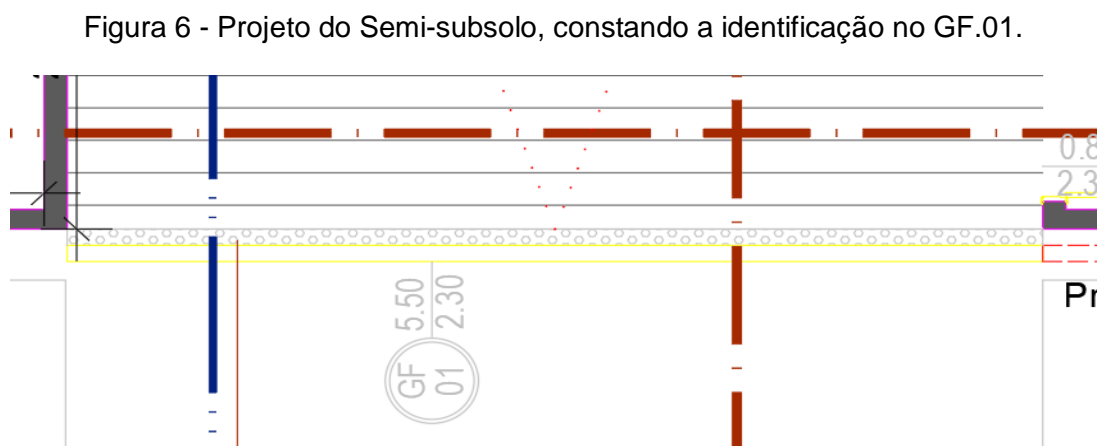 Figura 6 - Projeto do Semi-subsolo, constando a identificação no GF.01.
0.8
2.3
5.50
2.30
GF
01
Pr